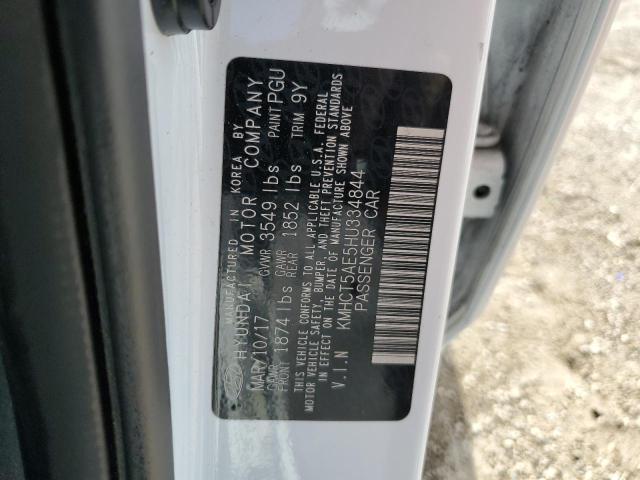 MANUFACTURED IN KOREA BY
HYUNDAI MOTOR COMPANY
MAR/10/17 GVWR 3549 lbs PAINT PGU
GAWR FRONT 1874 lbs GAWR REAR 1852 lbs TRIM 9Y
THIS VEHICLE CONFORMS TO ALL APPLICABLE U.S.A. FEDERAL
MOTOR VEHICLE SAFETY, BUMPER, AND THEFT PREVENTION STANDARDS
IN EFFECT ON THE DATE OF MANUFACTURE SHOWN ABOVE
V.I.N KMHCT5AE5HU334844
PASSENGER CAR